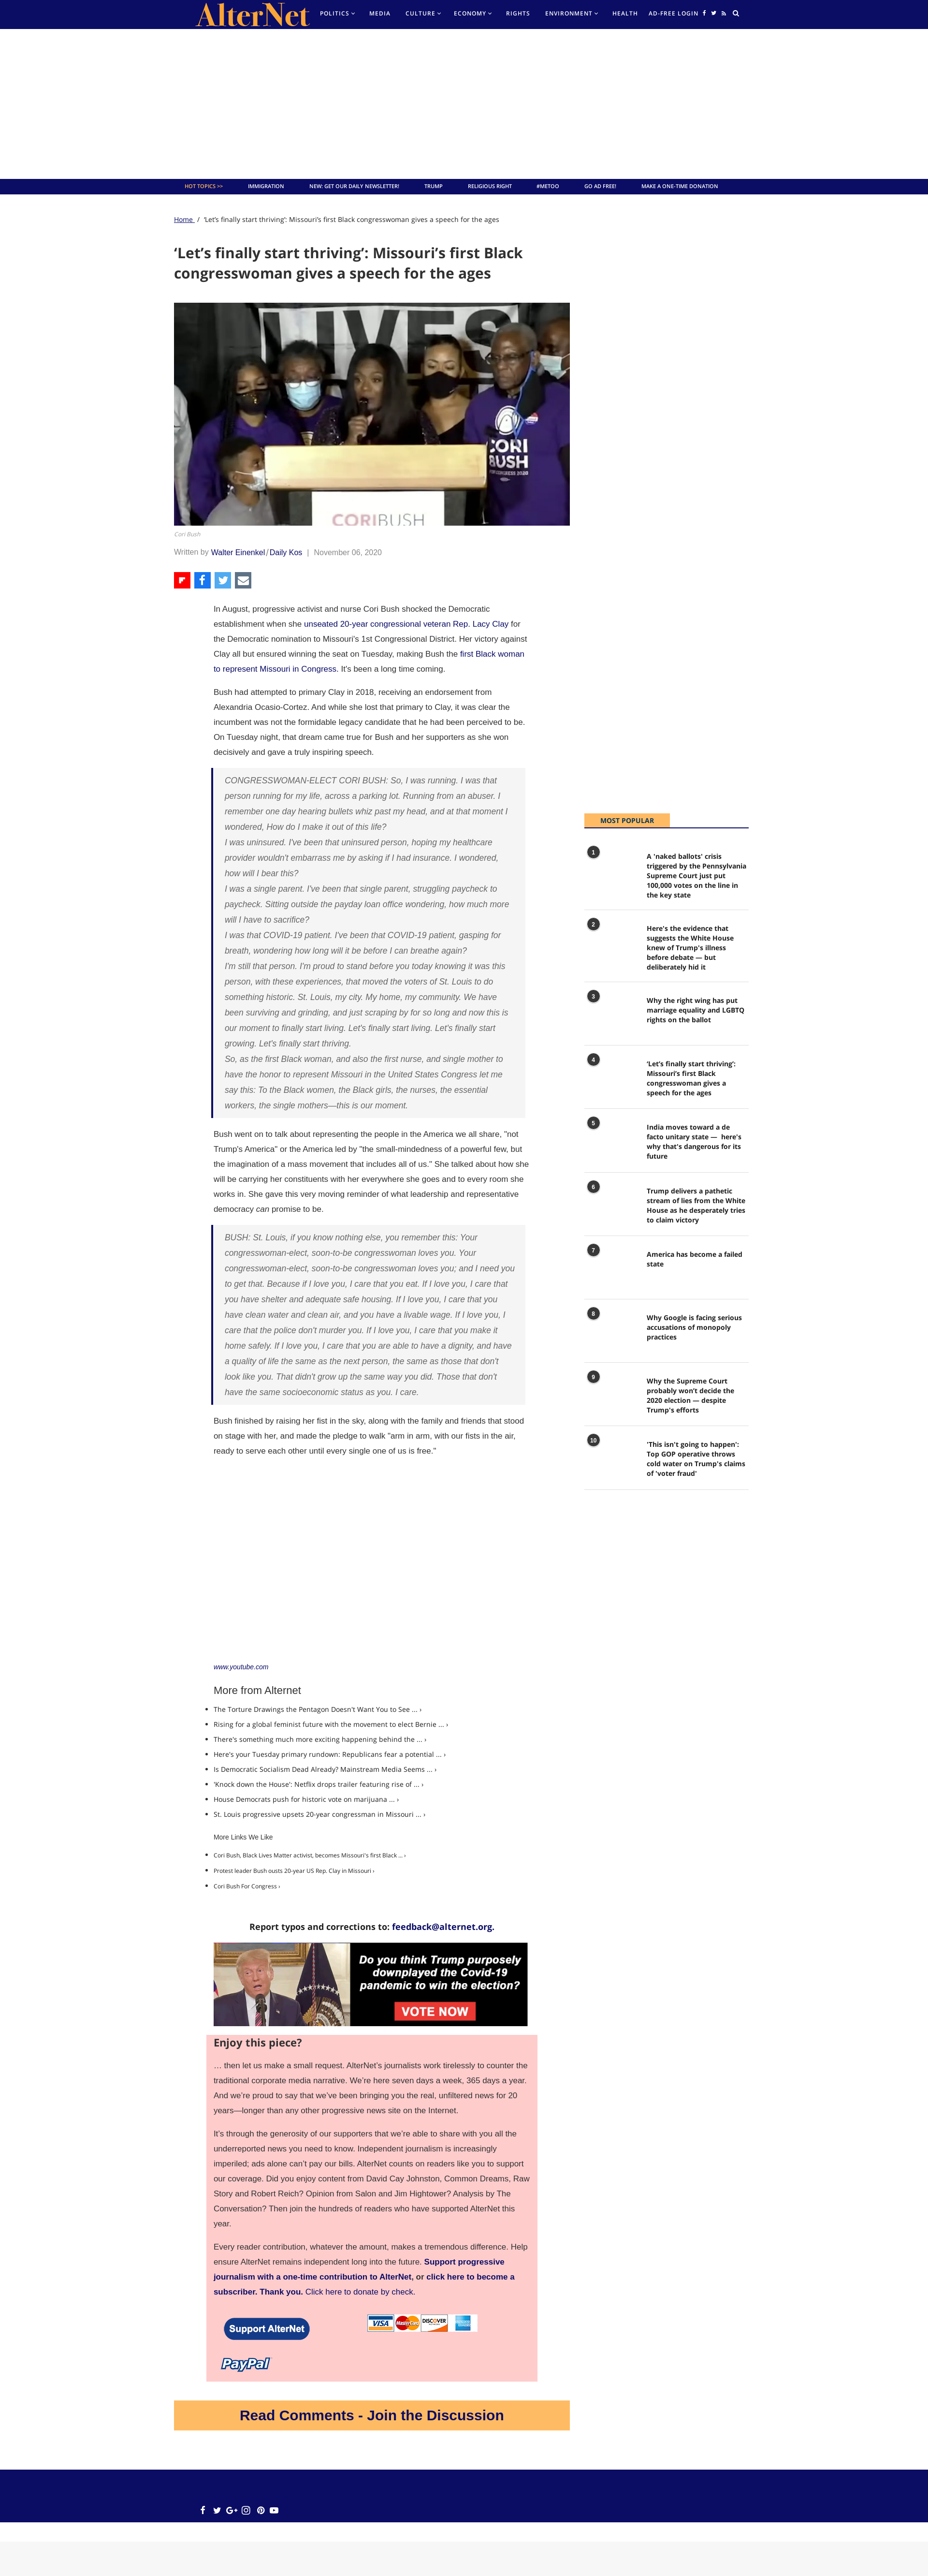 AlterNet
POLITICS
MEDIA
CULTURE
ECONOMY
RIGHTS
ENVIRONMENT
HEALTH
AD-FREE LOGIN
HOT TOPICS >>
IMMIGRATION
NEW: GET OUR DAILY NEWSLETTER!
TRUMP
RELIGIOUS RIGHT
#METOO
GO AD FREE!
MAKE A ONE-TIME DONATION
Home / ‘Let’s finally start thriving’: Missouri’s first Black congresswoman gives a speech for the ages
‘Let’s finally start thriving’: Missouri’s first Black
congresswoman gives a speech for the ages
LIVES
CORI
BUSH
CORIBUSH
Cori Bush
Written by Walter Einenkel / Daily Kos | November 06, 2020
In August, progressive activist and nurse Cori Bush shocked the Democratic
establishment when she unseated 20-year congressional veteran Rep. Lacy Clay for
the Democratic nomination to Missouri's 1st Congressional District. Her victory against
Clay all but ensured winning the seat on Tuesday, making Bush the first Black woman
to represent Missouri in Congress. It's been a long time coming.
Bush had attempted to primary Clay in 2018, receiving an endorsement from
Alexandria Ocasio-Cortez. And while she lost that primary to Clay, it was clear the
incumbent was not the formidable legacy candidate that he had been perceived to be.
On Tuesday night, that dream came true for Bush and her supporters as she won
decisively and gave a truly inspiring speech.
CONGRESSWOMAN-ELECT CORI BUSH: So, I was running. I was that
person running for my life, across a parking lot. Running from an abuser. I
remember one day hearing bullets whiz past my head, and at that moment I
wondered, How do I make it out of this life?
I was uninsured. I've been that uninsured person, hoping my healthcare
provider wouldn't embarrass me by asking if I had insurance. I wondered,
how will I bear this?
I was a single parent. I've been that single parent, struggling paycheck to
paycheck. Sitting outside the payday loan office wondering, how much more
will I have to sacrifice?
I was that COVID-19 patient. I've been that COVID-19 patient, gasping for
breath, wondering how long will it be before I can breathe again?
I'm still that person. I'm proud to stand before you today knowing it was this
person, with these experiences, that moved the voters of St. Louis to do
something historic. St. Louis, my city. My home, my community. We have
been surviving and grinding, and just scraping by for so long and now this is
our moment to finally start living. Let's finally start living. Let's finally start
growing. Let's finally start thriving.
So, as the first Black woman, and also the first nurse, and single mother to
have the honor to represent Missouri in the United States Congress let me
say this: To the Black women, the Black girls, the nurses, the essential
workers, the single mothers—this is our moment.
Bush went on to talk about representing the people in the America we all share, "not
Trump's America" or the America led by "the small-mindedness of a powerful few, but
the imagination of a mass movement that includes all of us." She talked about how she
will be carrying her constituents with her everywhere she goes and to every room she
works in. She gave this very moving reminder of what leadership and representative
democracy can promise to be.
BUSH: St. Louis, if you know nothing else, you remember this: Your
congresswoman-elect, soon-to-be congresswoman loves you. Your
congresswoman-elect, soon-to-be congresswoman loves you; and I need you
to get that. Because if I love you, I care that you eat. If I love you, I care that
you have shelter and adequate safe housing. If I love you, I care that you
have clean water and clean air, and you have a livable wage. If I love you, I
care that the police don't murder you. If I love you, I care that you make it
home safely. If I love you, I care that you are able to have a dignity, and have
a quality of life the same as the next person, the same as those that don't
look like you. That didn't grow up the same way you did. Those that don't
have the same socioeconomic status as you. I care.
Bush finished by raising her fist in the sky, along with the family and friends that stood
on stage with her, and made the pledge to walk "arm in arm, with our fists in the air,
ready to serve each other until every single one of us is free."
www.youtube.com
More from Alternet
The Torture Drawings the Pentagon Doesn't Want You to See ... ›
Rising for a global feminist future with the movement to elect Bernie ... ›
There's something much more exciting happening behind the ... ›
Here's your Tuesday primary rundown: Republicans fear a potential ... ›
Is Democratic Socialism Dead Already? Mainstream Media Seems ... ›
'Knock down the House': Netflix drops trailer featuring rise of ... ›
House Democrats push for historic vote on marijuana ... ›
St. Louis progressive upsets 20-year congressman in Missouri ... ›
More Links We Like
Cori Bush, Black Lives Matter activist, becomes Missouri's first Black ... ›
Protest leader Bush ousts 20-year US Rep. Clay in Missouri ›
Cori Bush For Congress ›
Report typos and corrections to: feedback@alternet.org.
Do you think Trump purposely
downplayed the Covid-19
pandemic to win the election?
VOTE NOW
Enjoy this piece?
… then let us make a small request. AlterNet’s journalists work tirelessly to counter the
traditional corporate media narrative. We’re here seven days a week, 365 days a year.
And we’re proud to say that we’ve been bringing you the real, unfiltered news for 20
years—longer than any other progressive news site on the Internet.
It’s through the generosity of our supporters that we’re able to share with you all the
underreported news you need to know. Independent journalism is increasingly
imperiled; ads alone can’t pay our bills. AlterNet counts on readers like you to support
our coverage. Did you enjoy content from David Cay Johnston, Common Dreams, Raw
Story and Robert Reich? Opinion from Salon and Jim Hightower? Analysis by The
Conversation? Then join the hundreds of readers who have supported AlterNet this
year.
Every reader contribution, whatever the amount, makes a tremendous difference. Help
ensure AlterNet remains independent long into the future. Support progressive
journalism with a one-time contribution to AlterNet, or click here to become a
subscriber. Thank you. Click here to donate by check.
Support AlterNet
VISA
MasterCard
DISCOVER
PayPal
Read Comments - Join the Discussion
MOST POPULAR
1
A 'naked ballots' crisis
triggered by the Pennsylvania
Supreme Court just put
100,000 votes on the line in
the key state
2
Here's the evidence that
suggests the White House
knew of Trump's illness
before debate — but
deliberately hid it
3
Why the right wing has put
marriage equality and LGBTQ
rights on the ballot
4
‘Let’s finally start thriving’:
Missouri’s first Black
congresswoman gives a
speech for the ages
5
India moves toward a de
facto unitary state — here's
why that's dangerous for its
future
6
Trump delivers a pathetic
stream of lies from the White
House as he desperately tries
to claim victory
7
America has become a failed
state
8
Why Google is facing serious
accusations of monopoly
practices
9
Why the Supreme Court
probably won’t decide the
2020 election — despite
Trump's efforts
10
'This isn't going to happen':
Top GOP operative throws
cold water on Trump's claims
of 'voter fraud'